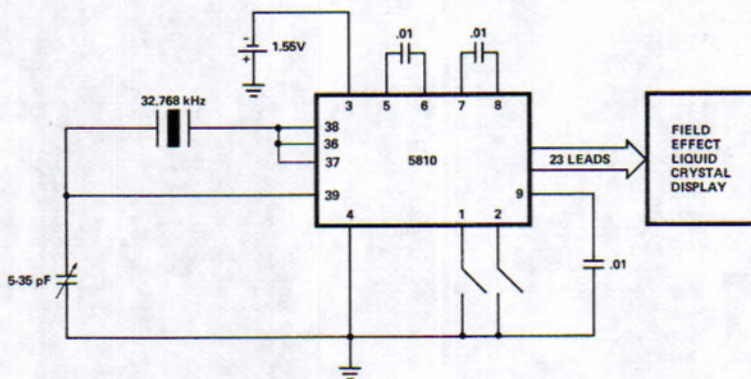 -
+
1.55V
.01
.01
32.768 kHz
3
5
6
7
8
38
36
37
39
5810
9
4
1
2
23 LEADS
FIELD
EFFECT
LIQUID
CRYSTAL
DISPLAY
5-35 pF
.01